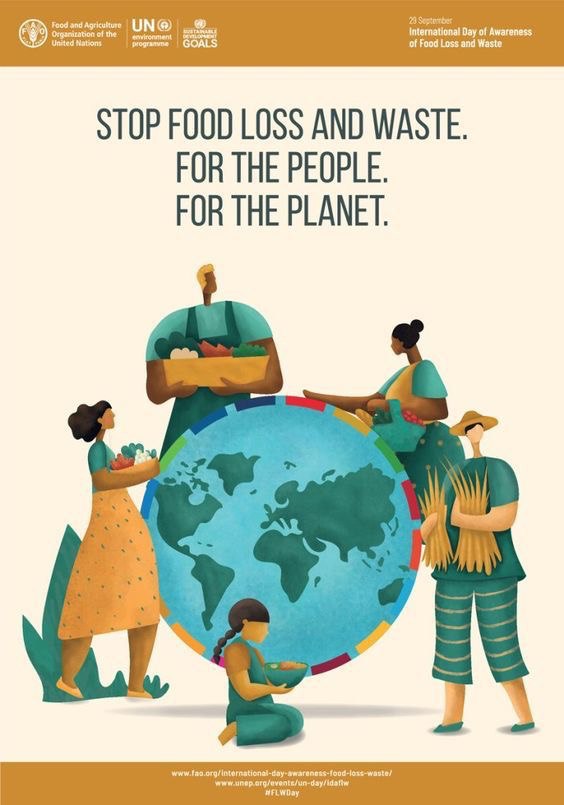 FAO
Food and Agriculture
Organization of the
United Nations
UN
environment
programme
SUSTAINABLE
DEVELOPMENT
GOALS
29 September
International Day of Awareness
of Food Loss and Waste
STOP FOOD LOSS AND WASTE.
FOR THE PEOPLE.
FOR THE PLANET.
www.fao.org/international-day-awareness-food-loss-waste/
www.unep.org/events/un-day/idaflw
#FLWDay